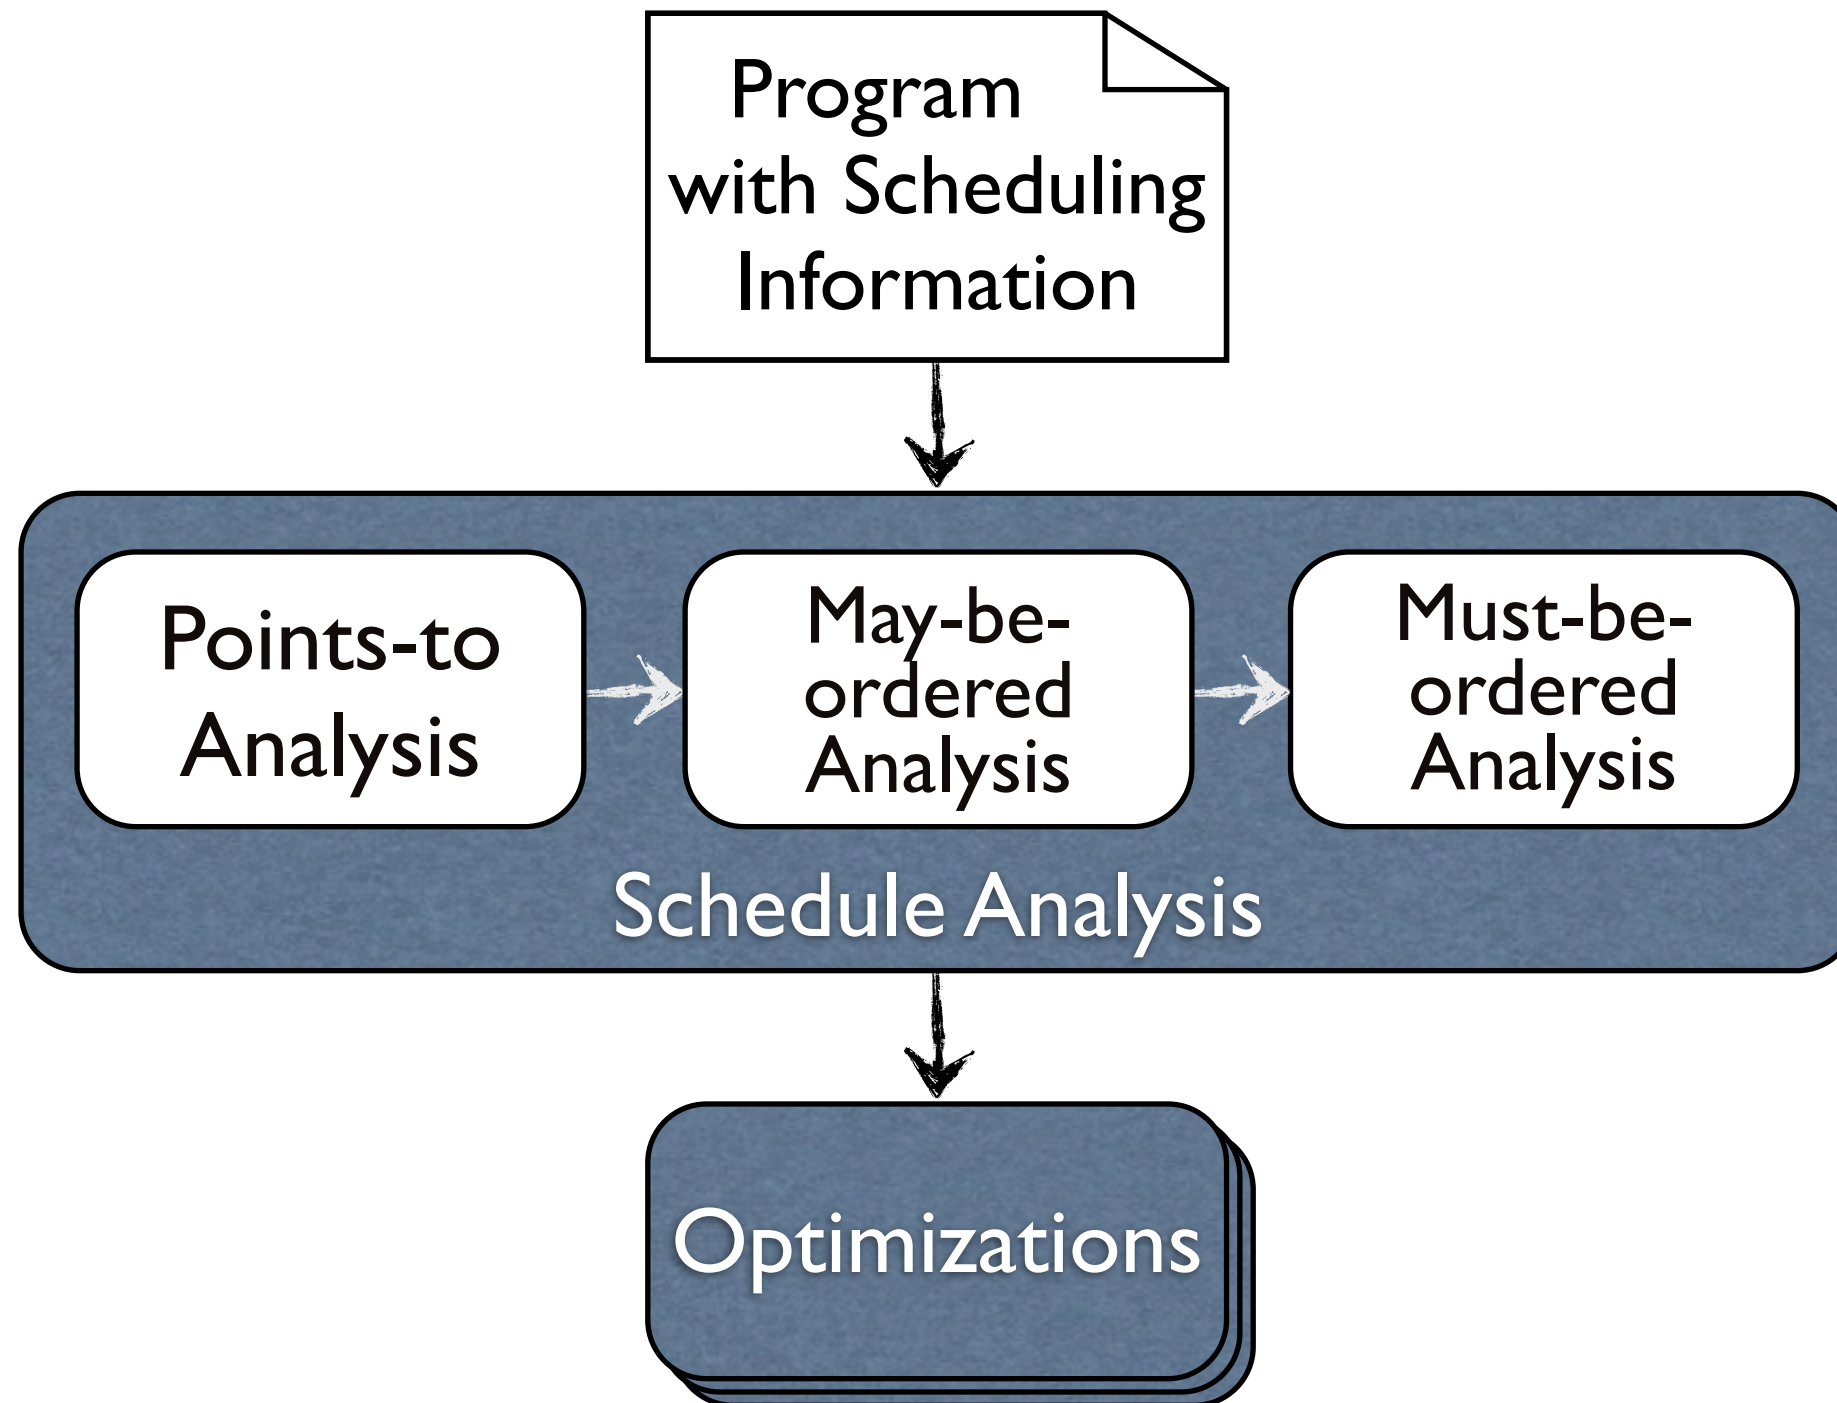 Program
with Scheduling
Information
Points-to
Analysis
May-be-
ordered
Analysis
Must-be-
ordered
Analysis
Schedule Analysis
Optimizations